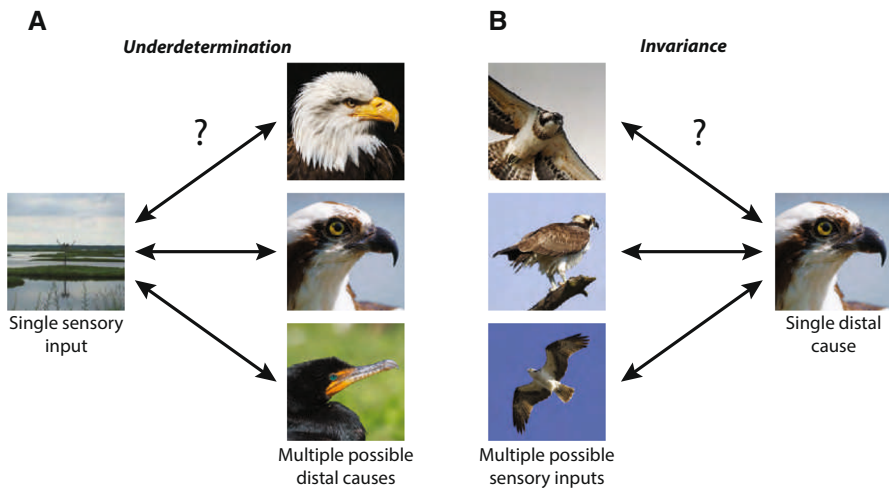 A
Underdetermination
?
Single sensory
input
Multiple possible
distal causes
B
Invariance
?
Multiple possible
sensory inputs
Single distal
cause